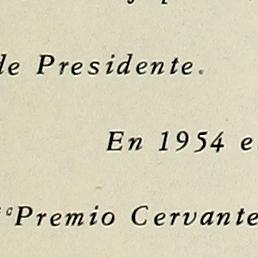 de Presidente.
En 1954 e
"Premio Cervante